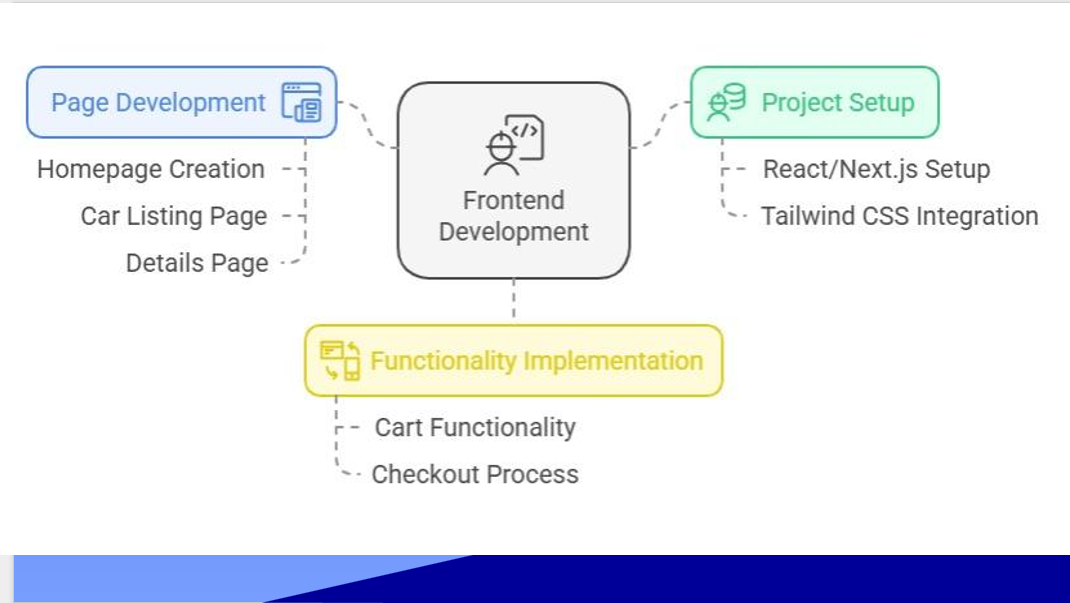 Page Development
Homepage Creation
Car Listing Page
Details Page
</>
Frontend
Development
Project Setup
React/Next.js Setup
Tailwind CSS Integration
Functionality Implementation
Cart Functionality
Checkout Process